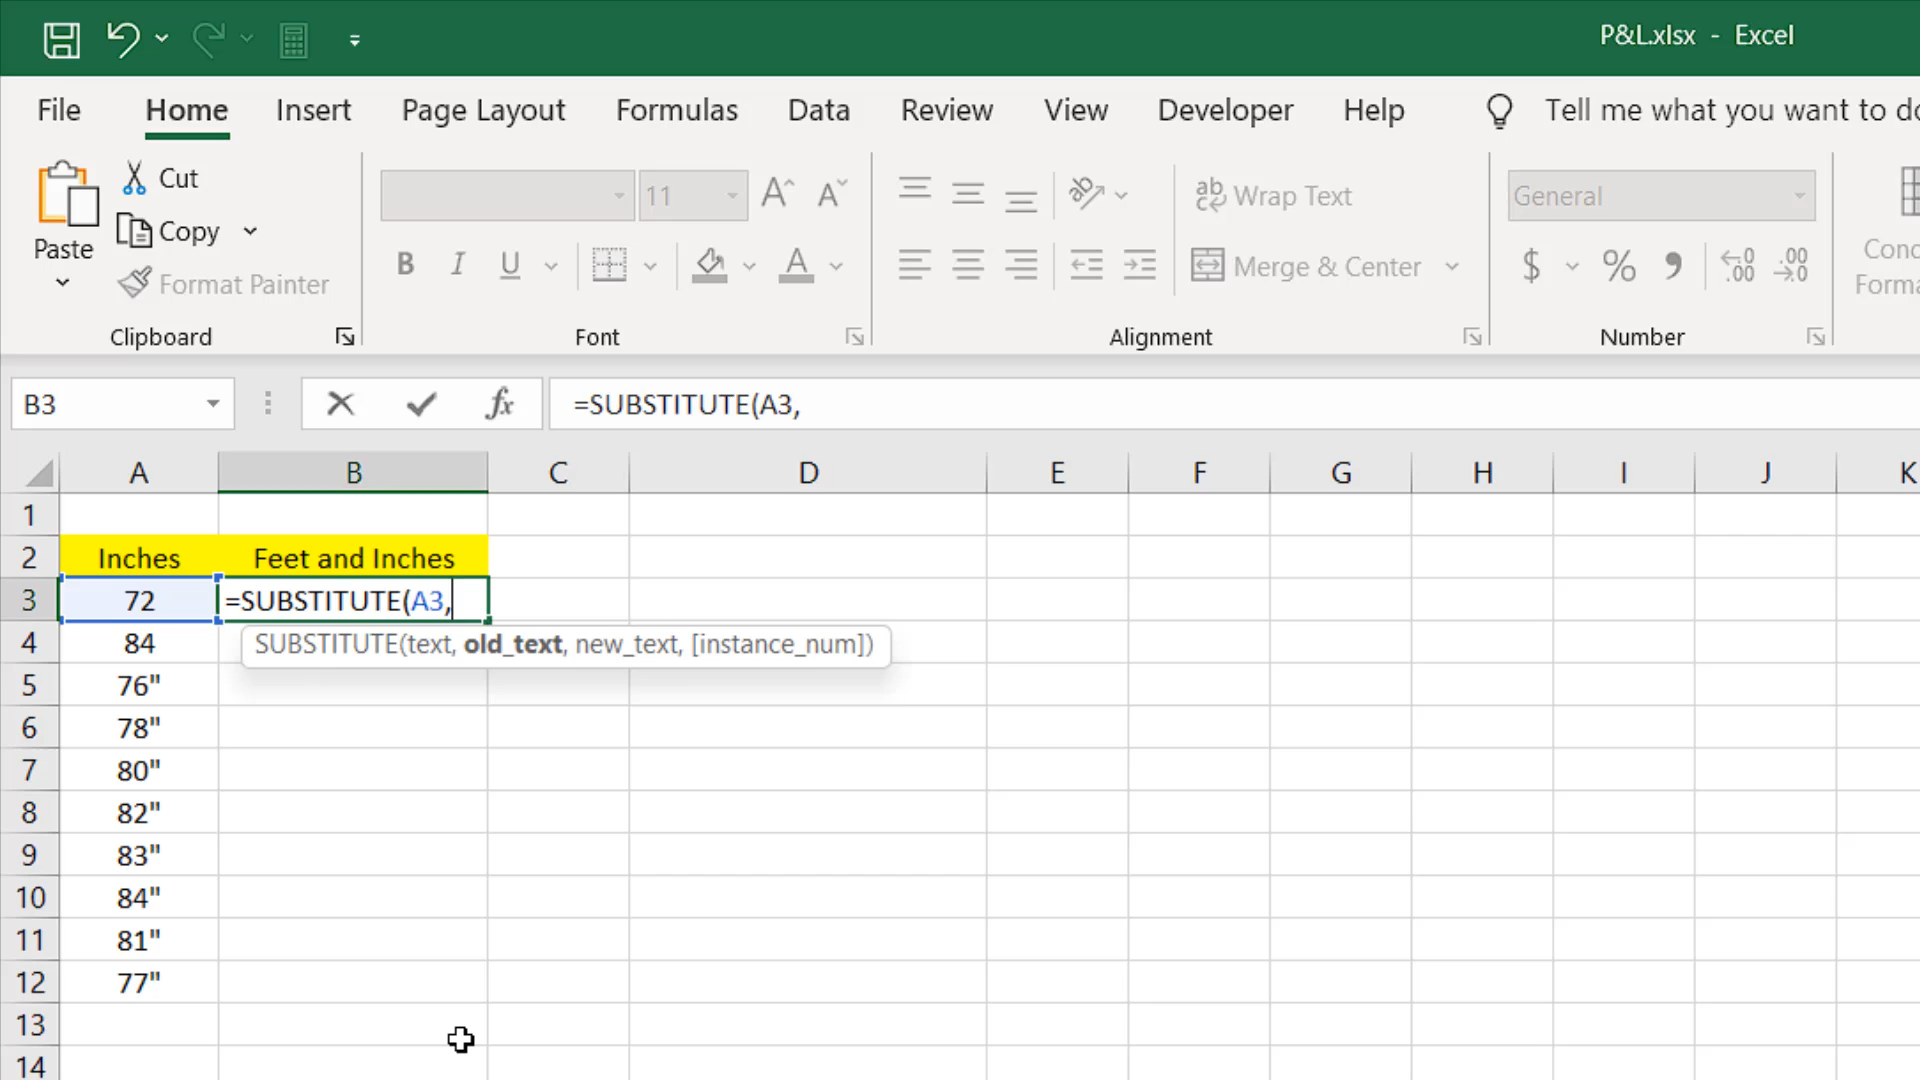 P&L.xlsx - Excel
File Home Insert Page Layout Formulas Data Review View Developer Help Tell me what you want to do
Paste
Cut
Copy
Format Painter
Clipboard
11
B I U
Font
Wrap Text
Merge & Center
Alignment
General
$ % 9
Number
B3 fx =SUBSTITUTE(A3,
A B C D E F G H I J K
1
2 Inches Feet and Inches
3 72 =SUBSTITUTE(A3,
SUBSTITUTE(text, old_text, new_text, [instance_num])
4 84
5 76"
6 78"
7 80"
8 82"
9 83"
10 84"
11 81"
12 77"
13
14